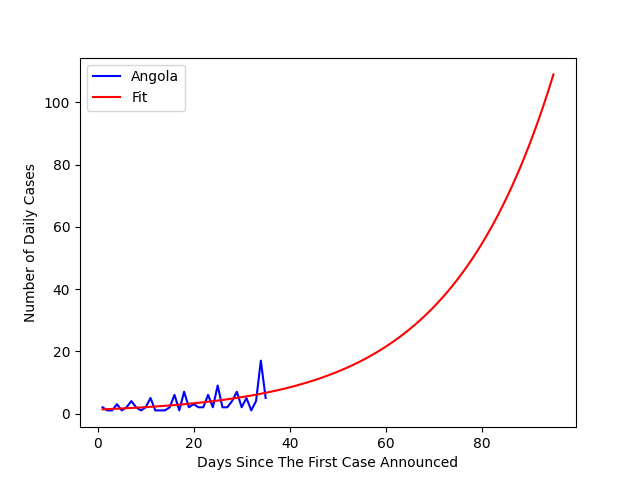 Angola
Fit
Number of Daily Cases
100
80
60
40
20
0
0 20 40 60 80
Days Since The First Case Announced